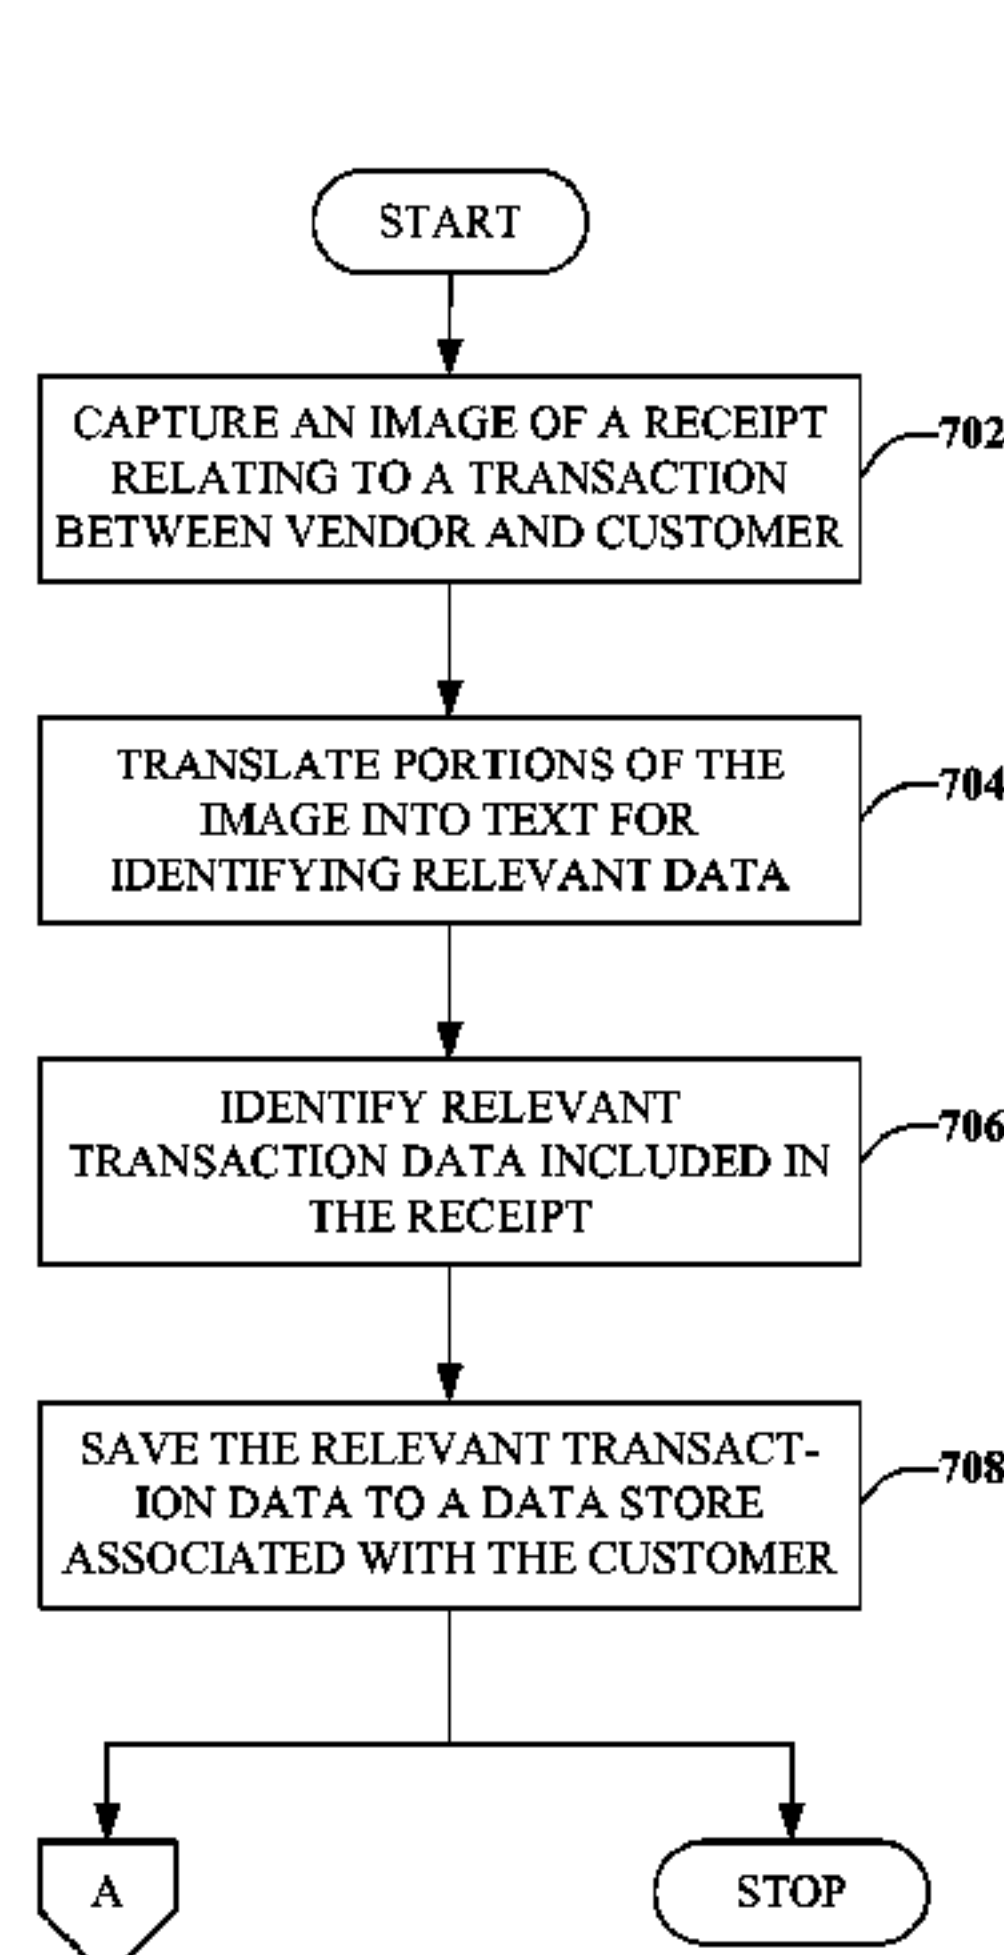 START
CAPTURE AN IMAGE OF A RECEIPT
RELATING TO A TRANSACTION
BETWEEN VENDOR AND CUSTOMER
702
TRANSLATE PORTIONS OF THE
IMAGE INTO TEXT FOR
IDENTIFYING RELEVANT DATA
704
IDENTIFY RELEVANT
TRANSACTION DATA INCLUDED IN
THE RECEIPT
706
SAVE THE RELEVANT TRANSACT-
ION DATA TO A DATA STORE
ASSOCIATED WITH THE CUSTOMER
708
A
STOP